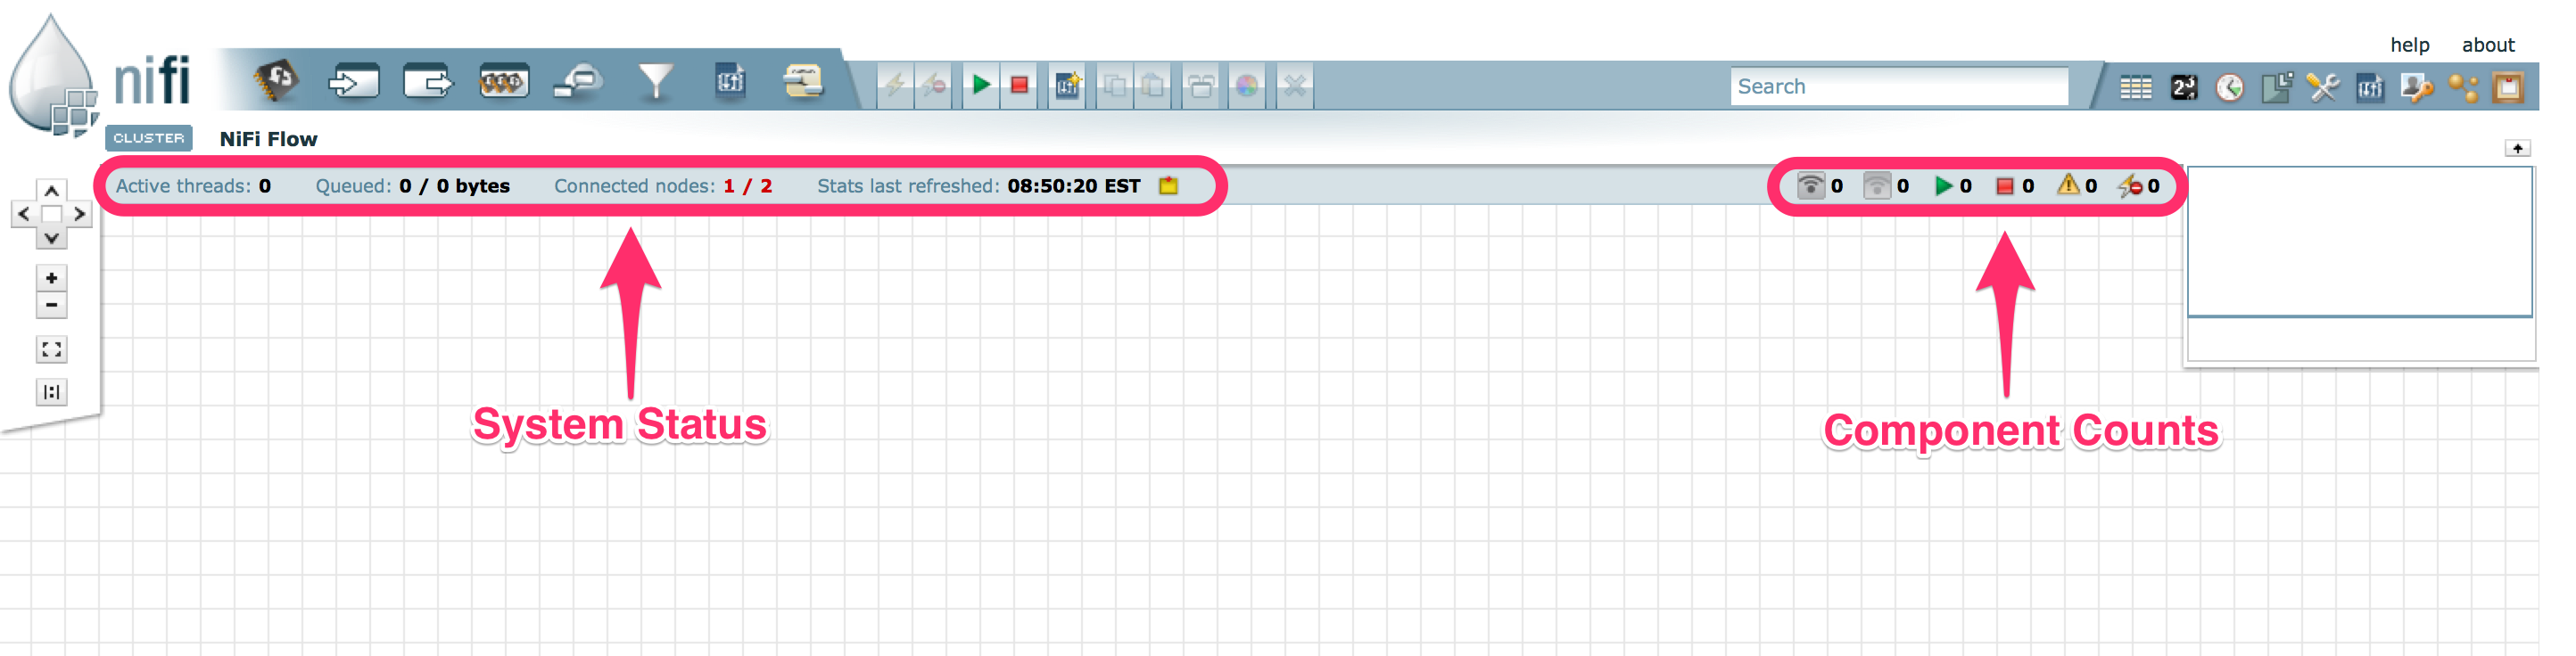 help about
nifi
Search
CLUSTER NiFi Flow
Active threads: 0 Queued: 0 / 0 bytes Connected nodes: 1 / 2 Stats last refreshed: 08:50:20 EST 0 0 0 0 0 0
System Status
Component Counts